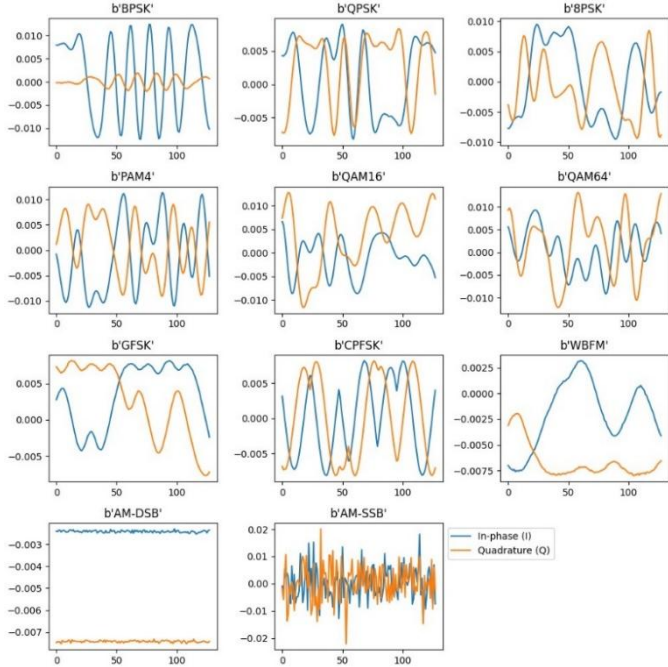 b'BPSK' b'QPSK' b'8PSK'
0.010 0.005 0.000 −0.005 −0.010
0.005 0.000 −0.005
0.010 0.005 0.000 −0.005 −0.010
0 50 100 0 50 100 0 50 100
b'PAM4' b'QAM16' b'QAM64'
0.010 0.005 0.000 −0.005 −0.010
0.010 0.005 0.000 −0.005 −0.010
0.010 0.005 0.000 −0.005 −0.010
0 50 100 0 50 100 0 50 100
b'GFSK' b'CPFSK' b'WBFM'
0.005 0.000 −0.005
0.005 0.000 −0.005
0.0025 0.0000 −0.0025 −0.0050 −0.0075
0 50 100 0 50 100 0 50 100
b'AM-DSB' b'AM-SSB'
−0.003 −0.004 −0.005 −0.006 −0.007
0.02 0.01 0.00 −0.01 −0.02
In-phase (I)
Quadrature (Q)
0 50 100 0 50 100